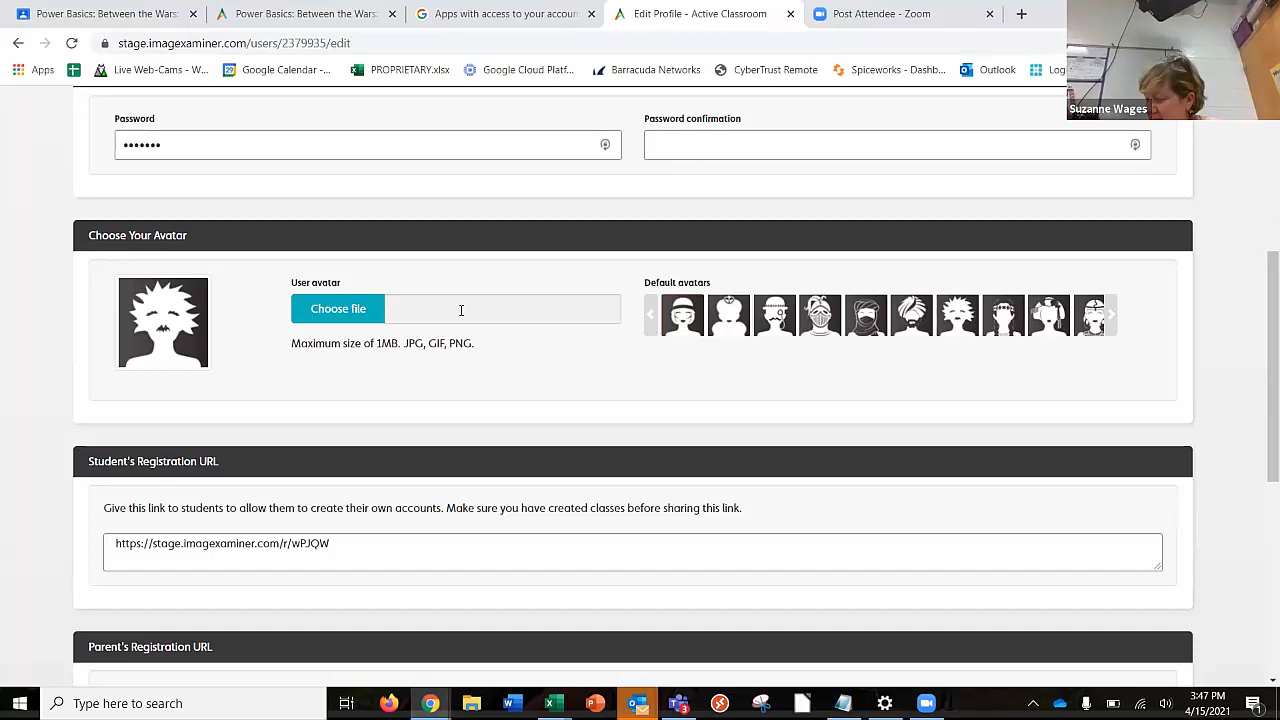 Power Basics: Between the Wars
Power Basics: Between the Wars
Apps with access to your accoun
Edit Profile - Active Classroom
Post Attendee - Zoom
stage.imagexaminer.com/users/2379935/edit
Apps
Live Web-Cams - W...
Google Calendar -...
PROPRIETARY.xlsx
Google Cloud Platf...
Barracuda Networks
CyberTrust Remote
Spiceworks - Dashb...
Outlook
Log
Suzanne Wages
Password
Password confirmation
•••••••
Choose Your Avatar
User avatar
Default avatars
Choose file
Maximum size of 1MB. JPG, GIF, PNG.
Student's Registration URL
Give this link to students to allow them to create their own accounts. Make sure you have created classes before sharing this link.
https://stage.imagexaminer.com/r/wPJQW
Parent's Registration URL
Type here to search
3:47 PM
4/15/2021